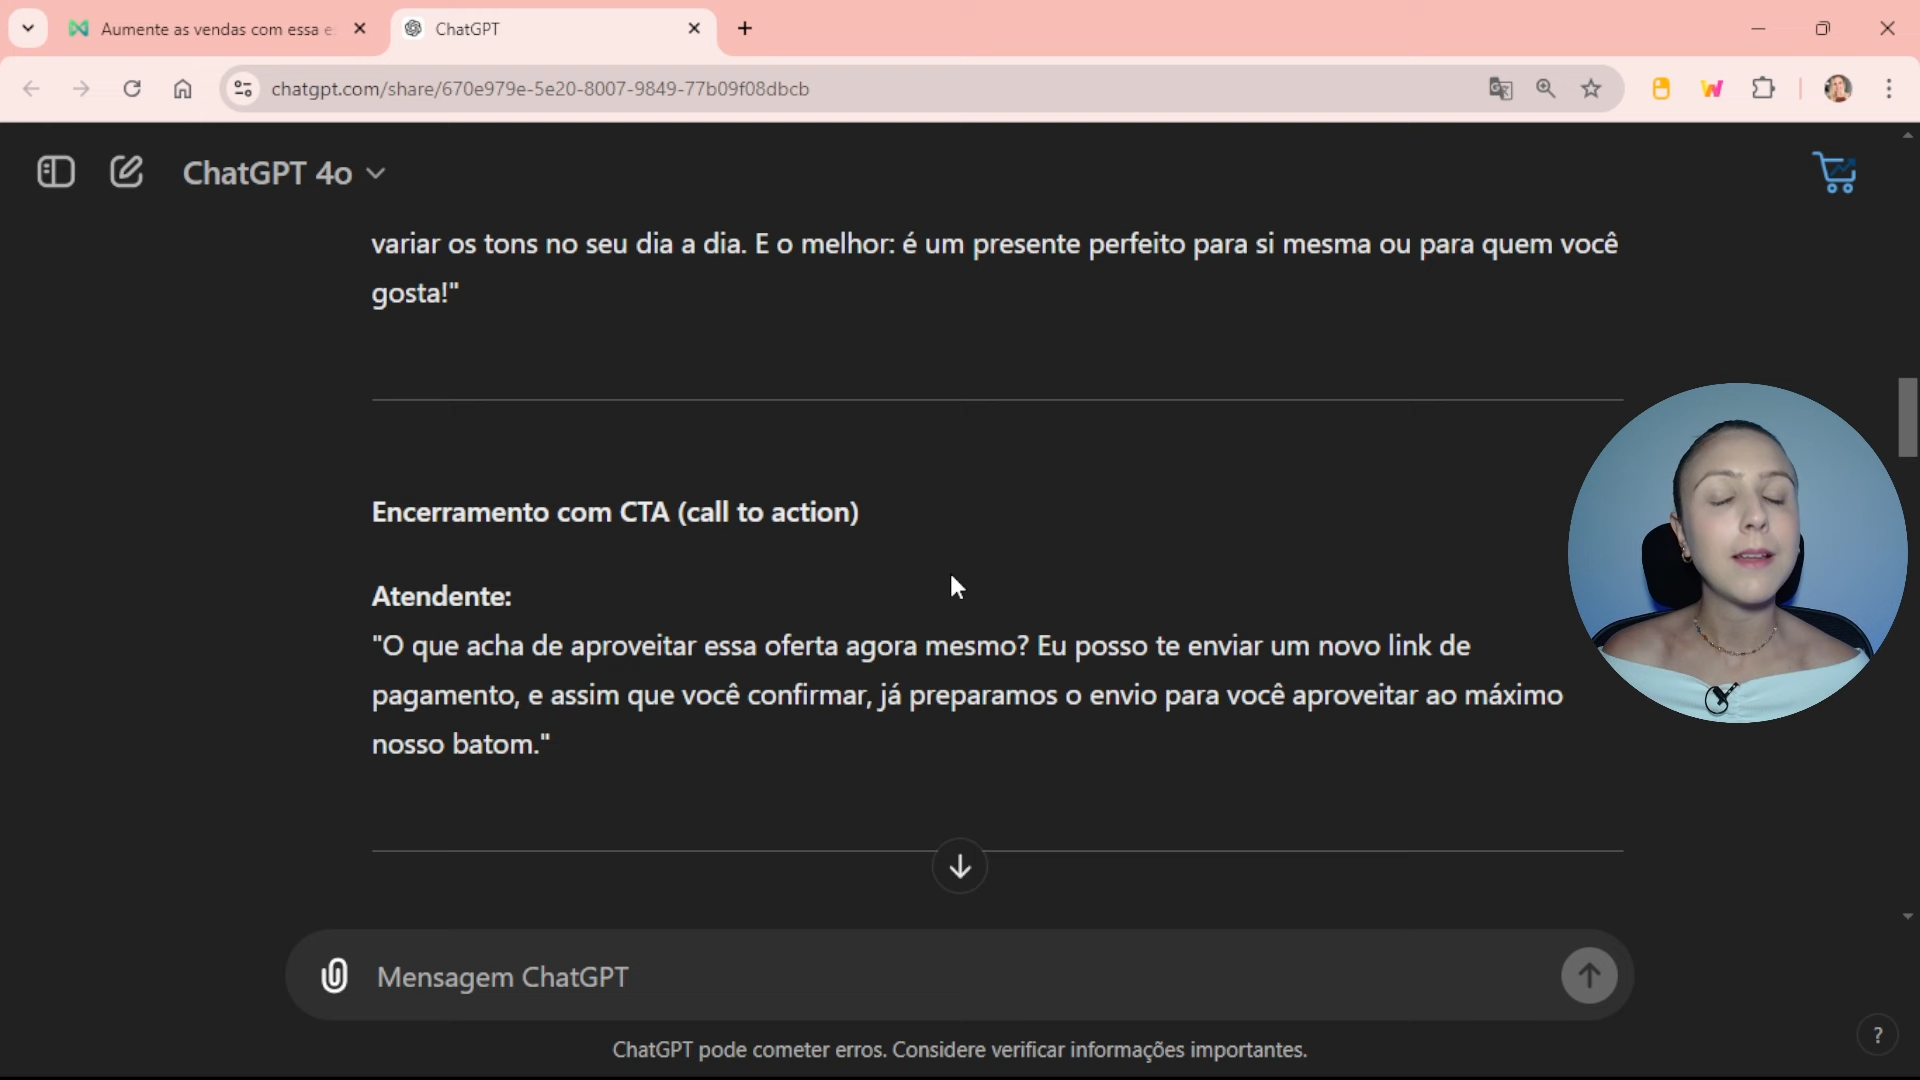 Aumente as vendas com essa e
ChatGPT
chatgpt.com/share/670e979e-5e20-8007-9849-77b09f08dbcb
ChatGPT 4o
variar os tons no seu dia a dia. E o melhor: é um presente perfeito para si mesma ou para quem você
gosta!"
Encerramento com CTA (call to action)
Atendente:
"O que acha de aproveitar essa oferta agora mesmo? Eu posso te enviar um novo link de
pagamento, e assim que você confirmar, já preparamos o envio para você aproveitar ao máximo
nosso batom."
Mensagem ChatGPT
ChatGPT pode cometer erros. Considere verificar informações importantes.
?